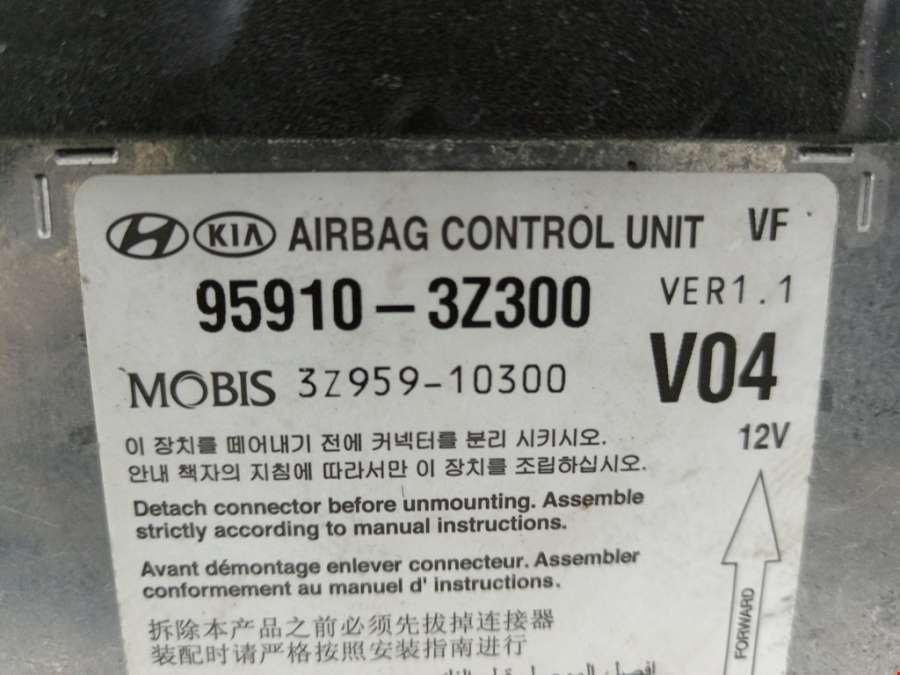 KIA AIRBAG CONTROL UNIT VF
95910-3Z300 VER1.1
MOBIS 3Z959-10300 V04
12V
이 장치를 떼어내기 전에 커넥터를 분리 시키시오.
안내 책자의 지침에 따라서만 이 장치를 조립하십시오.
Detach connector before unmounting. Assemble
strictly according to manual instructions.
Avant démontage enlever connecteur. Assembler
conformement au manuel d' instructions.
拆除本产品之前必须先拔掉连接器
装配时请严格按照安装指南进行
FORWARD